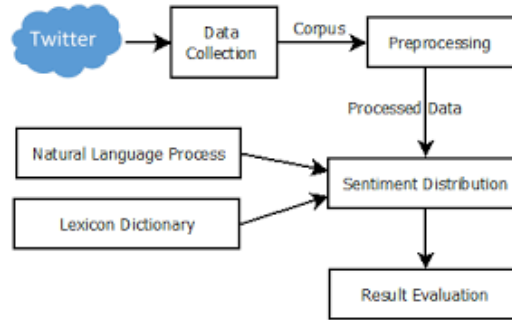 Twitter
Data
Collection
Corpus
Preprocessing
Processed Data
Natural Language Process
Sentiment Distribution
Lexicon Dictionary
Result Evaluation